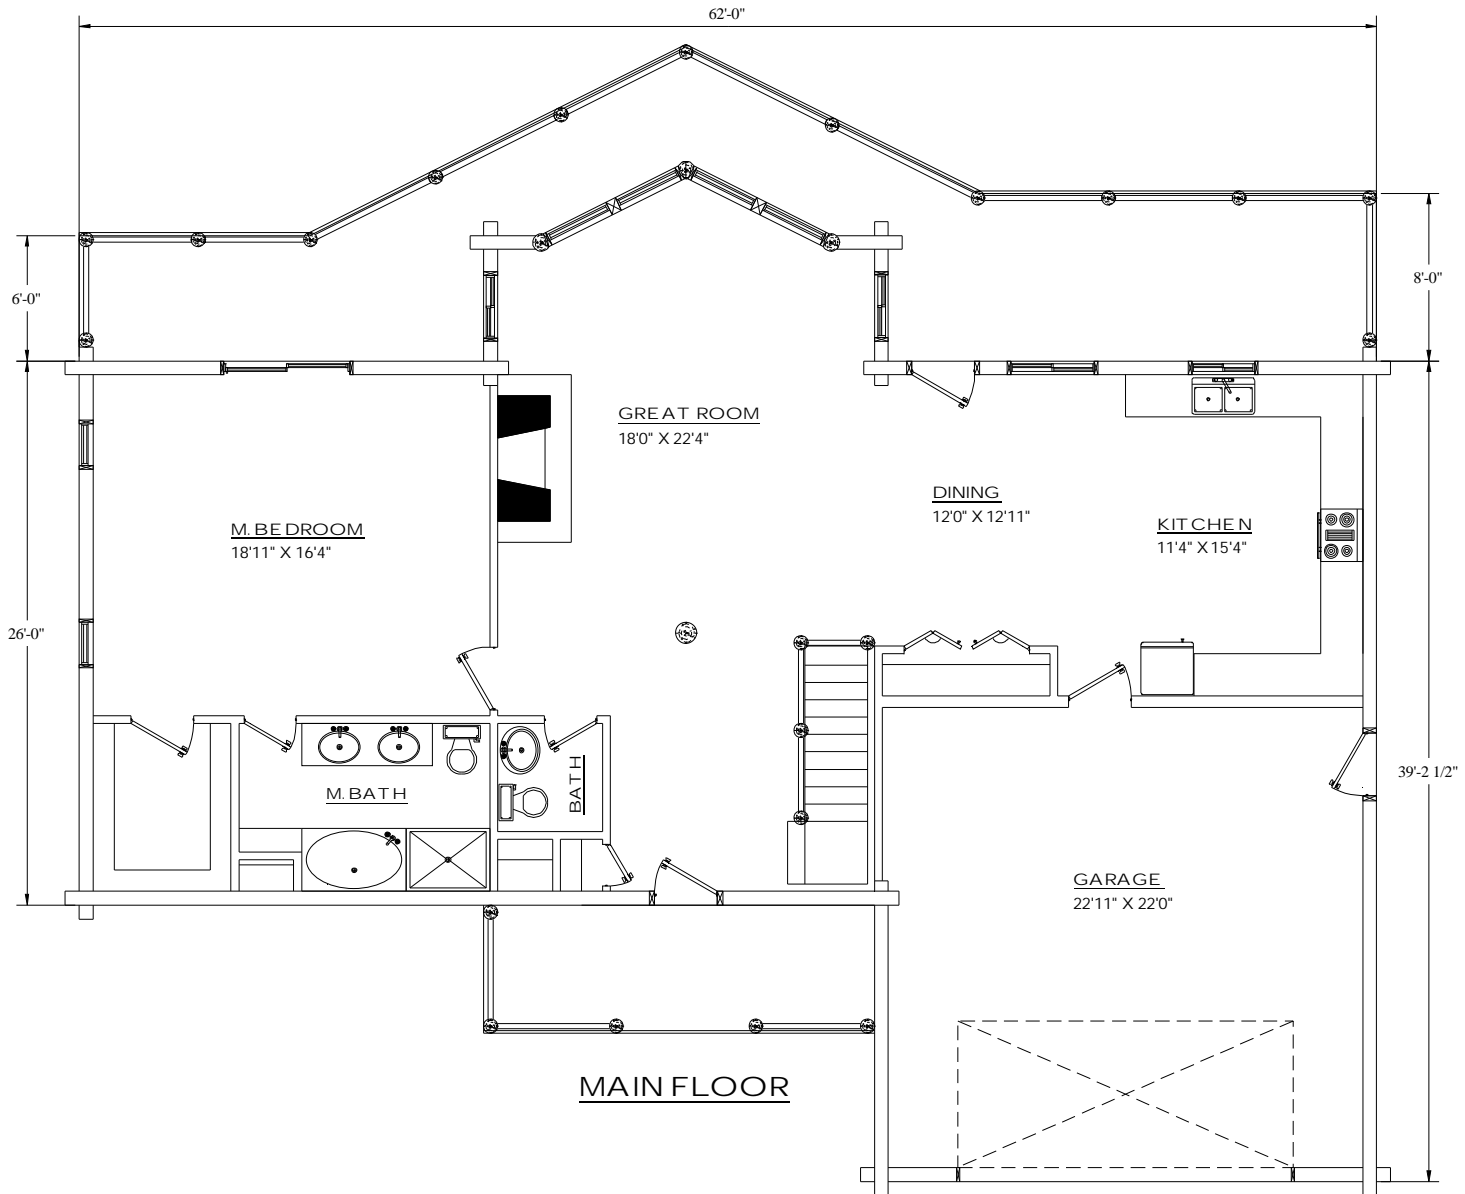 62'-0"
6'-0"
8'-0"
GREAT ROOM
18'0" X 22'4"
DINING
12'0" X 12'11"
KITCHEN
11'4" X 15'4"
M. BEDROOM
18'11" X 16'4"
26'-0"
39'-2 1/2"
M. BATH
BATH
GARAGE
22'11" X 22'0"
MAIN FLOOR